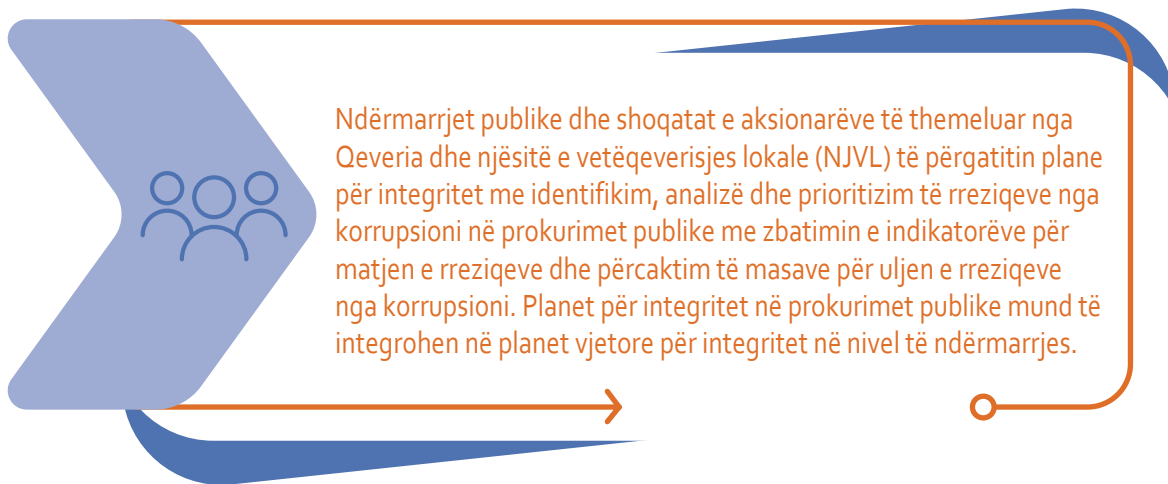 Ndërmarrjet publike dhe shoqatat e aksionarëve të themeluar nga
Qeveria dhe njësitë e vetëqeverisjes lokale (NJVL) të përgatitin plane
për integritet me identifikim, analizë dhe prioritizim të rreziqeve nga
korrupsioni në prokurimet publike me zbatimin e indikatorëve për
matjen e rreziqeve dhe përcaktim të masave për uljen e rreziqeve
nga korrupsioni. Planet për integritet në prokurimet publike mund të
integrohen në planet vjetore për integritet në nivel të ndërmarrjes.